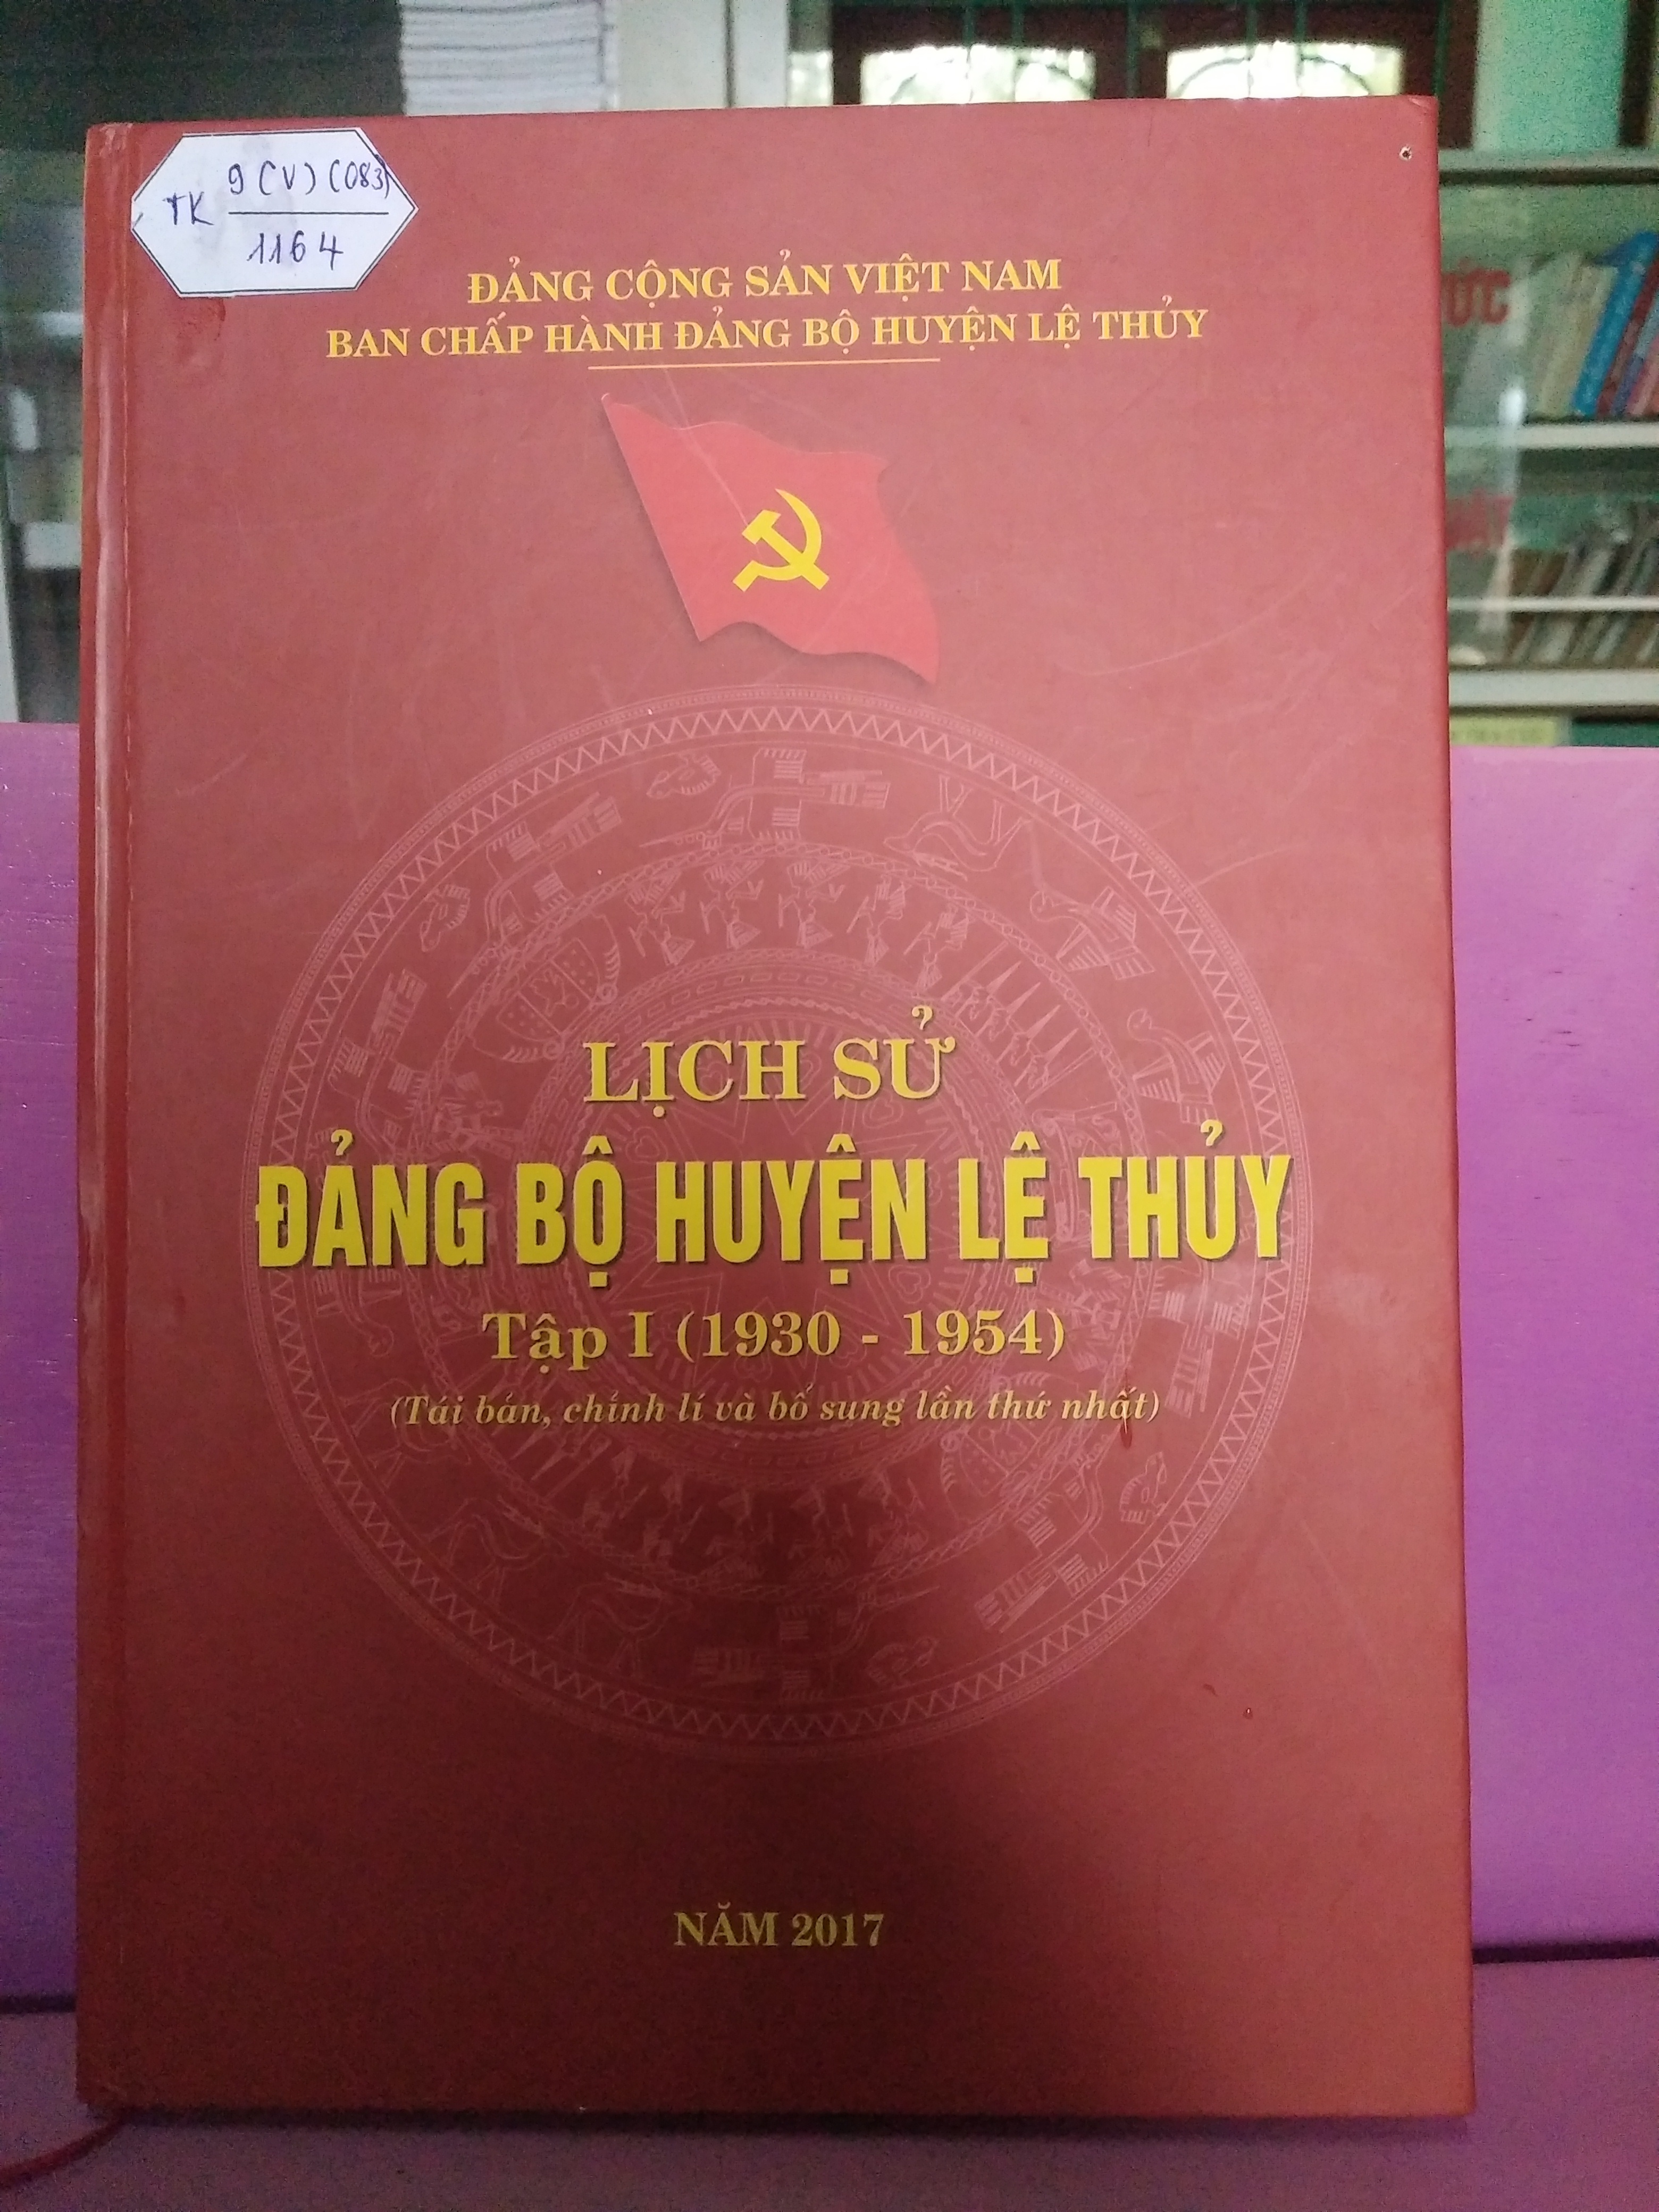 9(V)(083)
TK
1164
ĐẢNG CỘNG SẢN VIỆT NAM
BAN CHẤP HÀNH ĐẢNG BỘ HUYỆN LỆ THỦY
LỊCH SỬ
ĐẢNG BỘ HUYỆN LỆ THỦY
Tập I (1930 - 1954)
(Tái bản, chỉnh lí và bổ sung lần thứ nhất)
NĂM 2017